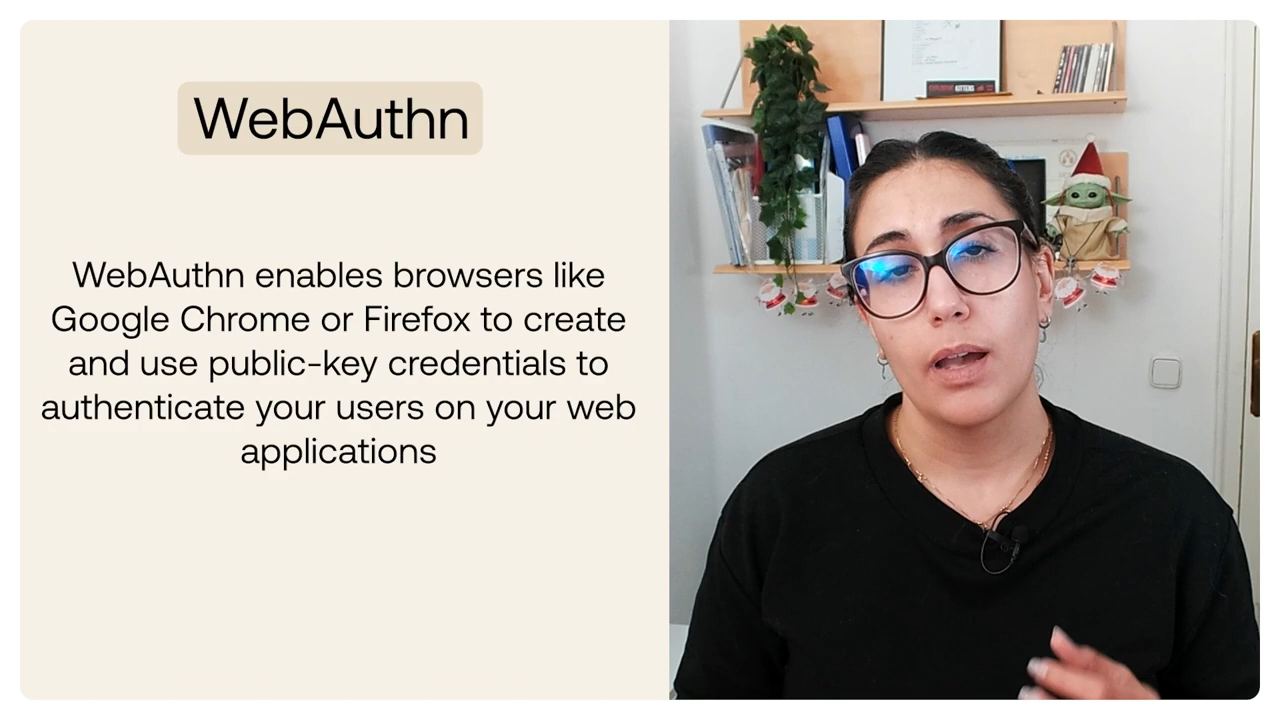 WebAuthn
WebAuthn enables browsers like
Google Chrome or Firefox to create
and use public-key credentials to
authenticate your users on your web
applications
KITTENS